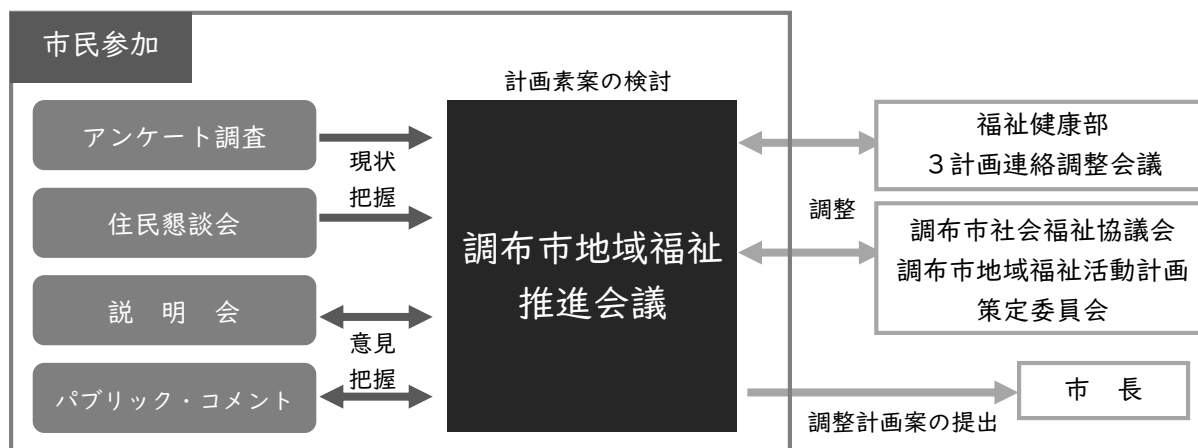 市民参加
計画素案の検討
アンケート調査
現状
把握
住民懇談会
説　明　会
意見
把握
パブリック・コメント
調布市地域福祉
推進会議
福祉健康部
３計画連絡調整会議
調整
調布市社会福祉協議会
調布市地域福祉活動計画
策定委員会
市　長
調整計画案の提出